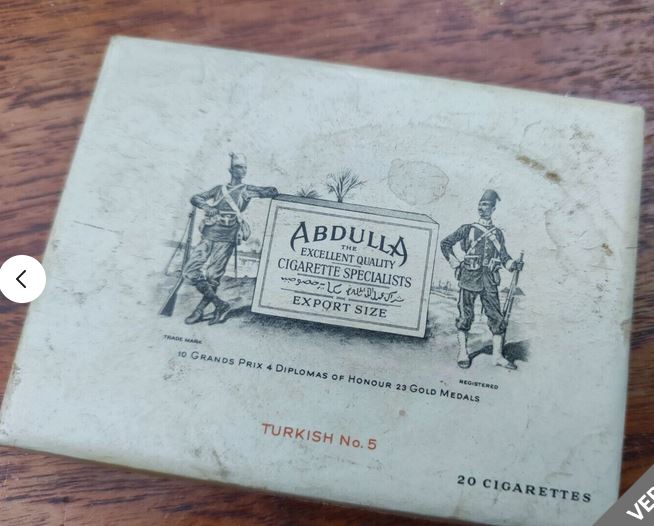 ABDULLA
THE
EXCELLENT QUALITY
CIGARETTE SPECIALISTS
EXPORT SIZE
TRADE MARK
REGISTERED
10 GRANDS PRIX 4 DIPLOMAS OF HONOUR 23 GOLD MEDALS
TURKISH No. 5
20 CIGARETTES